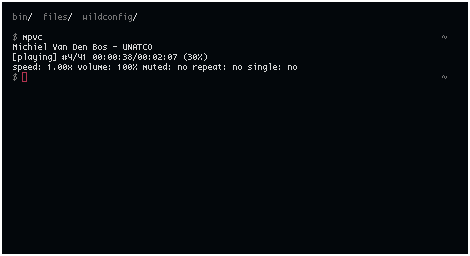 bin/ files/ wildconfig/
$ mpvc ~
Michiel Van Den Bos - UNATCO
[playing] #4/41 00:00:38/00:02:07 (30%)
speed: 1.00x volume: 100% muted: no repeat: no single: no
$ ~